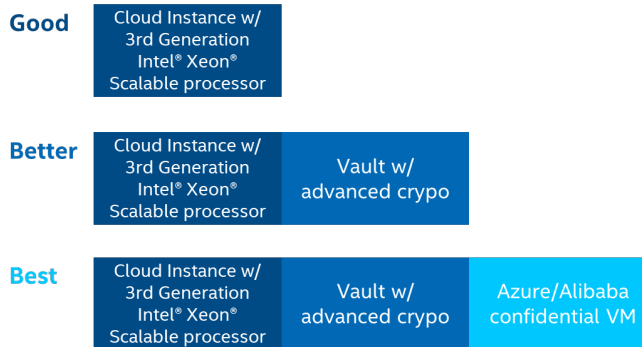 Good
Cloud Instance w/
3rd Generation
Intel® Xeon®
Scalable processor
Better
Cloud Instance w/
3rd Generation
Intel® Xeon®
Scalable processor
Vault w/
advanced crypo
Best
Cloud Instance w/
3rd Generation
Intel® Xeon®
Scalable processor
Vault w/
advanced crypo
Azure/Alibaba
confidential VM